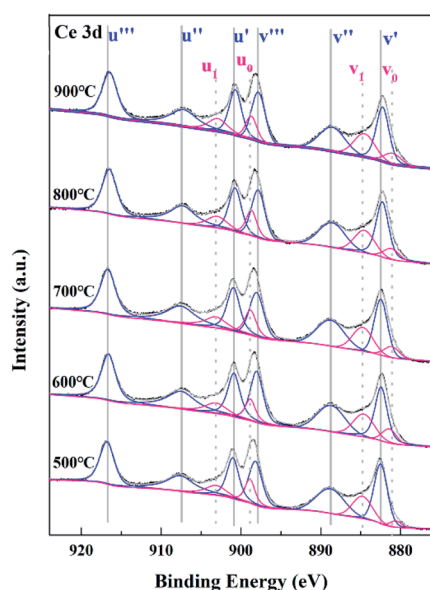 Ce 3d
u''' u'' u' v''' v'' v'
u1 u0 v1 v0
900°C
800°C
700°C
600°C
500°C
Intensity (a.u.)
920 910 900 890 880
Binding Energy (eV)